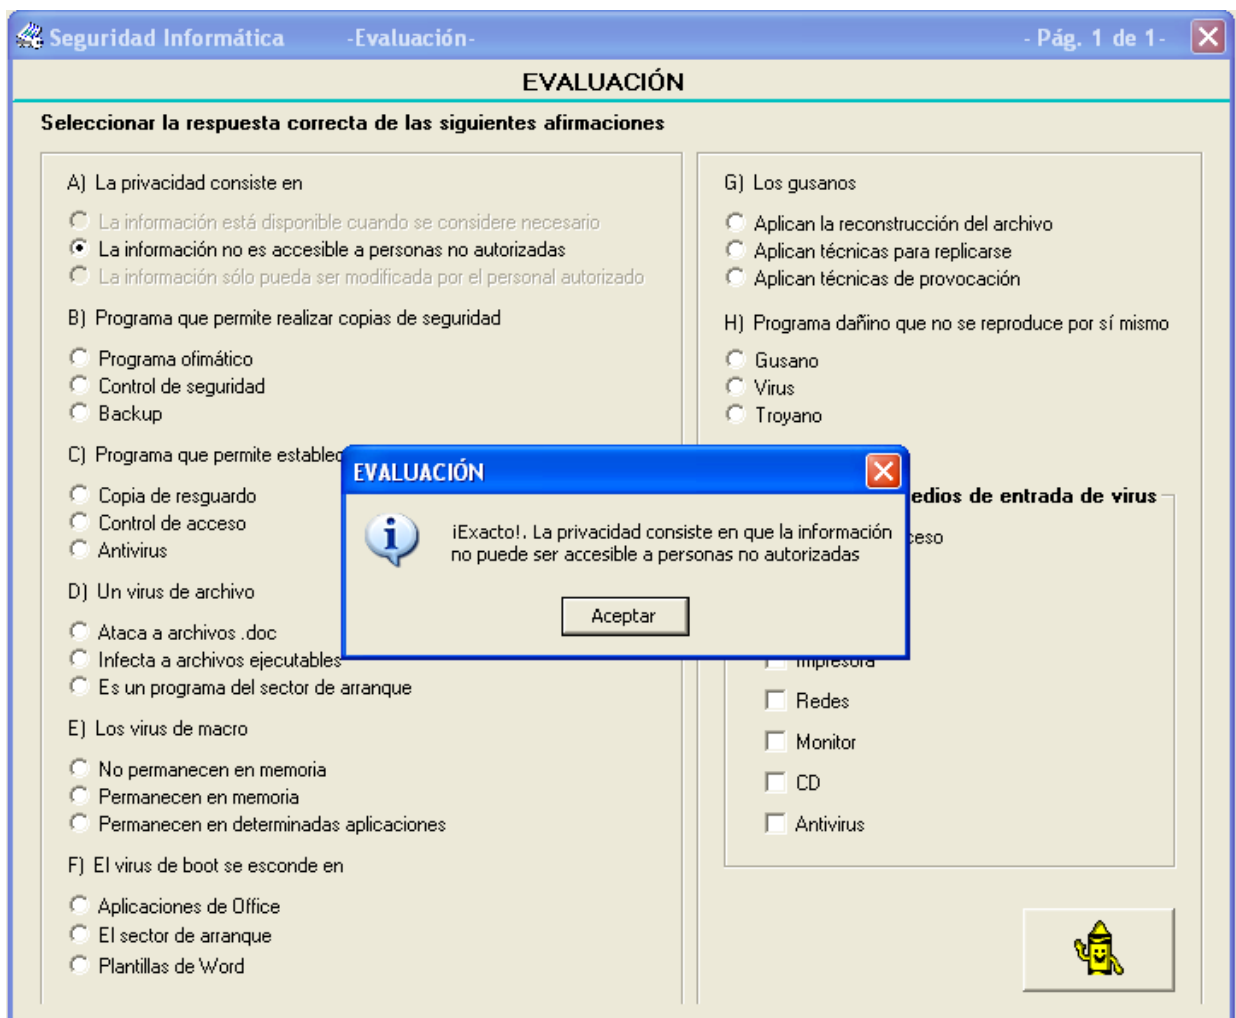 Seguridad Informática -Evaluación- - Pág. 1 de 1-
EVALUACIÓN
Seleccionar la respuesta correcta de las siguientes afirmaciones
A) La privacidad consiste en
La información está disponible cuando se considere necesario
La información no es accesible a personas no autorizadas
La información sólo pueda ser modificada por el personal autorizado
B) Programa que permite realizar copias de seguridad
Programa ofimático
Control de seguridad
Backup
C) Programa que permite
Copia de resguardo
Control de acceso
Antivirus
D) Un virus de archivo
Ataca a archivos .doc
Infecta a archivos ejecutables
Es un programa del sector de arranque
E) Los virus de macro
No permanecen en memoria
Permanecen en memoria
Permanecen en determinadas aplicaciones
F) El virus de boot se esconde en
Aplicaciones de Office
El sector de arranque
Plantillas de Word
G) Los gusanos
Aplican la reconstrucción del archivo
Aplican técnicas para replicarse
Aplican técnicas de provocación
H) Programa dañino que no se reproduce por sí mismo
Gusano
Virus
Troyano
edios de entrada de virus
ceso
Impresora
Redes
Monitor
CD
Antivirus
EVALUACIÓN
¡Exacto!. La privacidad consiste en que la información
no puede ser accesible a personas no autorizadas
Aceptar